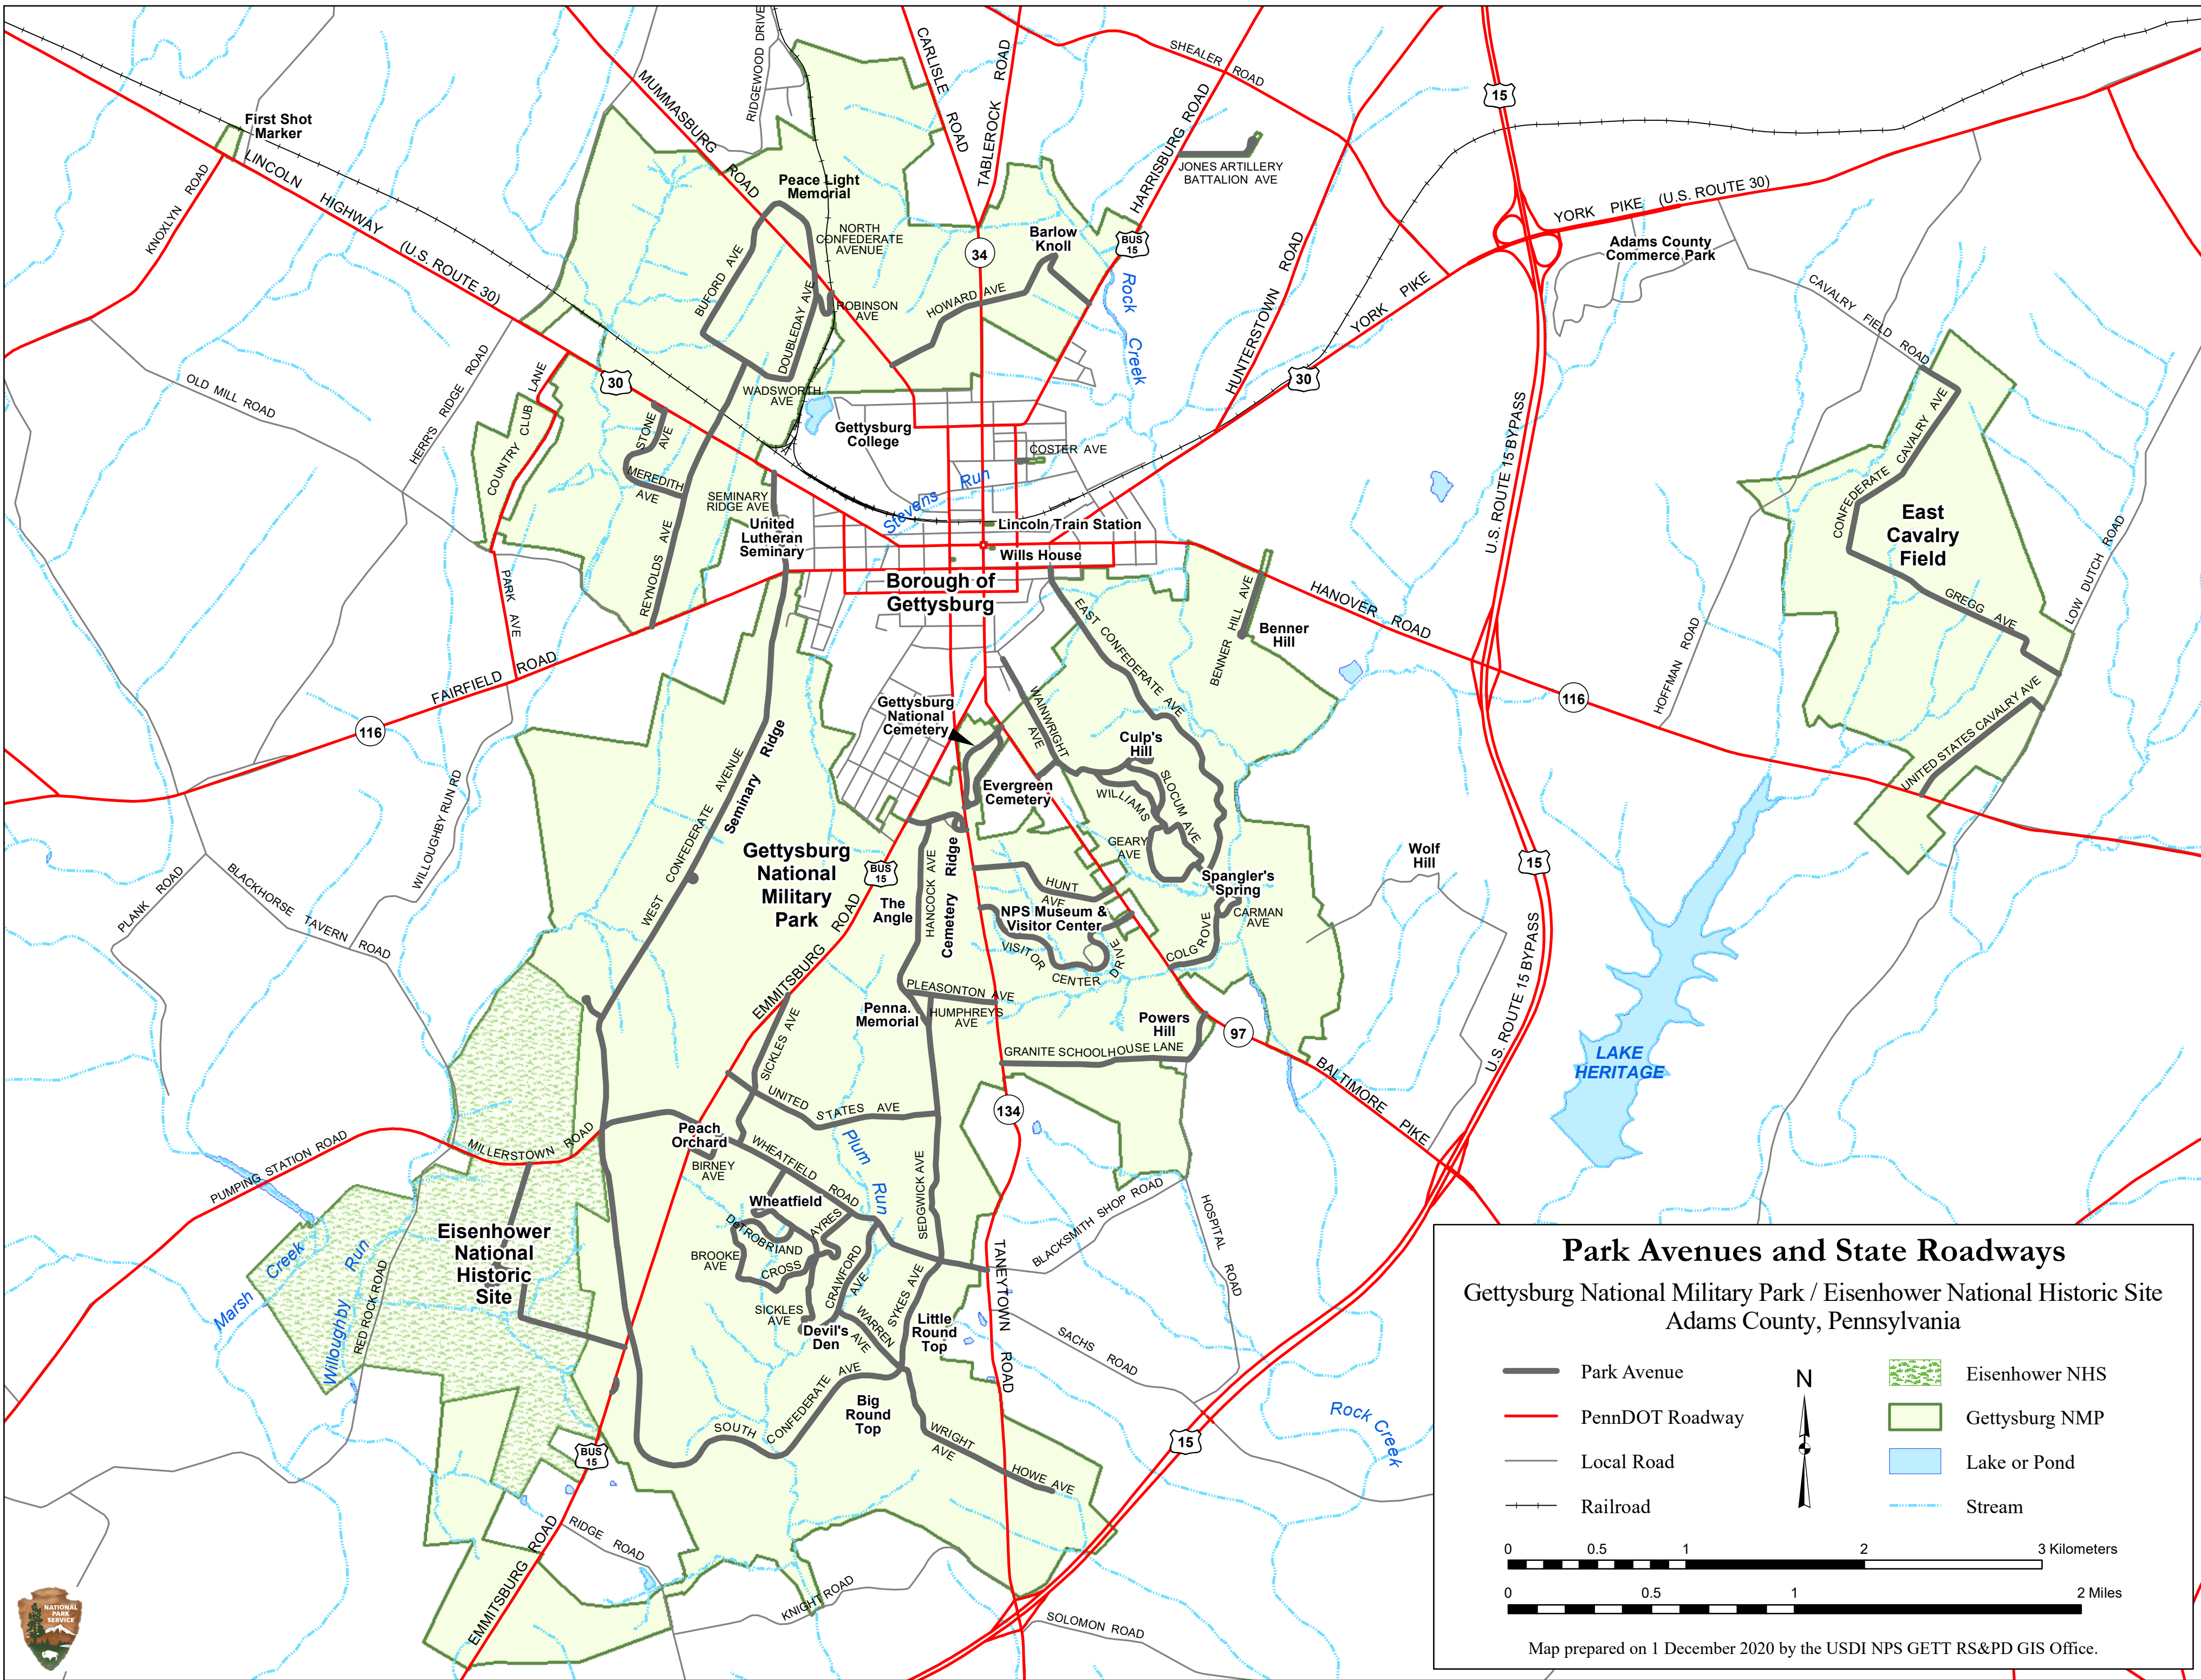 RIDGEWOOD DRIVE
CARLISLE ROAD
TABLEROCK ROAD
SHEALER ROAD
MUMMASBURG ROAD
HARRISBURG ROAD
15
First Shot
Marker
LINCOLN HIGHWAY (U.S. ROUTE 30)
KNOXLYN ROAD
JONES ARTILLERY
BATTALION AVE
Peace Light
Memorial
NORTH
CONFEDERATE
AVENUE
34
Barlow
Knoll
BUS
15
YORK PIKE (U.S. ROUTE 30)
Adams County
Commerce Park
BUFORD AVE
DOUBLEDAY AVE
ROBINSON
AVE
HOWARD AVE
Rock Creek
HUNTERSTOWN ROAD
YORK PIKE
CAVALRY FIELD ROAD
OLD MILL ROAD
HERR'S RIDGE ROAD
COUNTRY CLUB LANE
30
WADSWORTH
AVE
30
STONE AVE
MEREDITH
AVE
Gettysburg
College
COSTER AVE
U.S. ROUTE 15 BYPASS
CONFEDERATE CAVALRY AVE
SEMINARY
RIDGE AVE
Stevens Run
United
Lutheran
Seminary
Lincoln Train Station
Wills House
East
Cavalry
Field
PARK AVE
REYNOLDS AVE
Borough of
Gettysburg
EAST CONFEDERATE AVE
BENNER HILL AVE
Benner
Hill
HANOVER ROAD
GREGG AVE
LOW DUTCH ROAD
HOFFMAN ROAD
FAIRFIELD ROAD
116
116
UNITED STATES CAVALRY AVE
Gettysburg
National
Cemetery
WAINWRIGHT
AVE
Culp's
Hill
WEST CONFEDERATE AVENUE
Seminary Ridge
Evergreen
Cemetery
WILLIAMS
SLOCUM AVE
GEARY
AVE
WILLOUGHBY RUN RD
PLANK ROAD
BLACKHORSE TAVERN ROAD
Gettysburg
National
Military
Park
BUS
15
The
Angle
HANCOCK AVE
Cemetery Ridge
HUNT
AVE
NPS Museum &
Visitor Center
VISITOR CENTER DRIVE
Spangler's
Spring
CARMAN
AVE
COLGROVE
Wolf
Hill
15
EMMITSBURG ROAD
PLEASONTON AVE
HUMPHREYS
AVE
Penna.
Memorial
Powers
Hill
97
GRANITE SCHOOLHOUSE LANE
U.S. ROUTE 15 BYPASS
LAKE
HERITAGE
SICKLES AVE
UNITED STATES AVE
134
BALTIMORE PIKE
PUMPING STATION ROAD
MILLERSTOWN ROAD
Peach
Orchard
BIRNEY
AVE
WHEATFIELD ROAD
Plum Run
Wheatfield
DeTROBRIAND
AYRES
BROOKE
AVE
CROSS
SEDGWICK AVE
BLACKSMITH SHOP ROAD
HOSPITAL ROAD
Eisenhower
National
Historic
Site
Marsh Creek
Willoughby Run
RED ROCK ROAD
CRAWFORD AVE
SICKLES
AVE
Devil's
Den
WARREN AVE
SYKES AVE
Little
Round
Top
TANEYTOWN ROAD
SACHS ROAD
SOUTH CONFEDERATE AVE
Big
Round
Top
WRIGHT
AVE
HOWE AVE
BUS
15
15
Rock Creek
EMMITSBURG ROAD
RIDGE ROAD
KNIGHT ROAD
SOLOMON ROAD
NATIONAL
PARK
SERVICE
Park Avenues and State Roadways
Gettysburg National Military Park / Eisenhower National Historic Site
Adams County, Pennsylvania
Park Avenue
PennDOT Roadway
Local Road
Railroad
N
Eisenhower NHS
Gettysburg NMP
Lake or Pond
Stream
0 0.5 1 2 3 Kilometers
0 0.5 1 2 Miles
Map prepared on 1 December 2020 by the USDI NPS GETT RS&PD GIS Office.